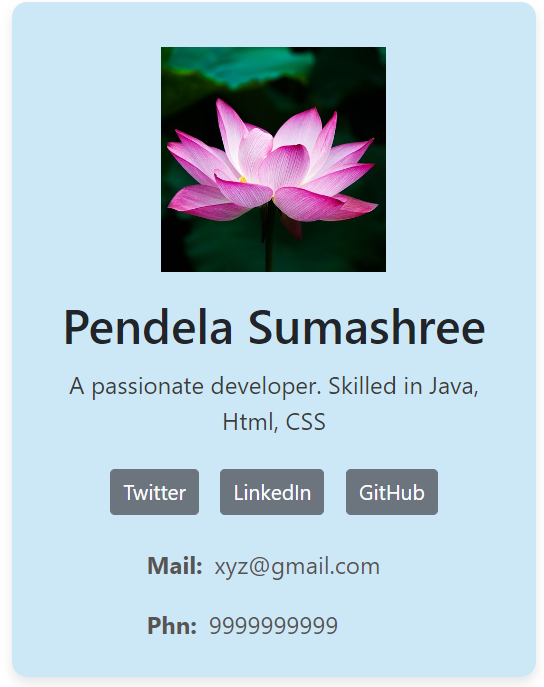 Pendela Sumashree
A passionate developer. Skilled in Java,
Html, CSS
Twitter LinkedIn GitHub
Mail: xyz@gmail.com
Phn: 9999999999